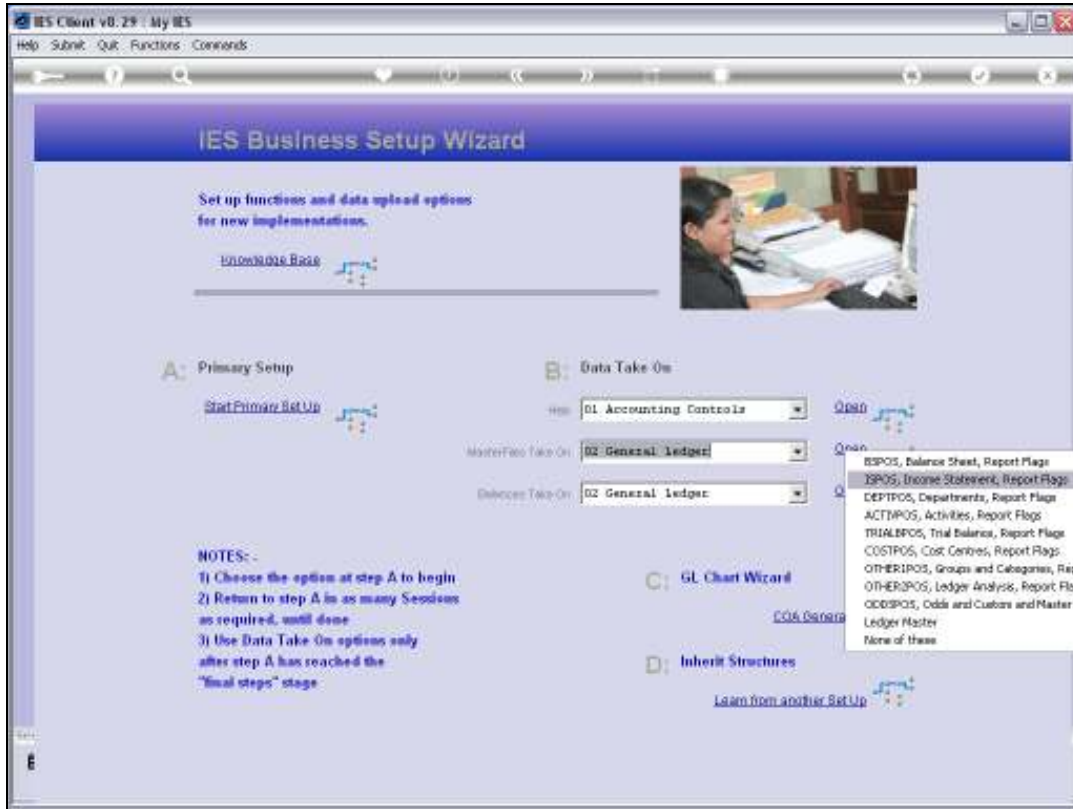 IES Client v8.29 : My IES
Help Submit Quit Functions Commands
IES Business Setup Wizard
Set up functions and data upload options
for new implementations.
Knowledge Base
A: Primary Setup
Start Primary Set Up
B: Data Take On
Help 01 Accounting Controls Open
MasterFiles Take On 02 General ledger Open
Balances Take On 02 General ledger
BSPOS, Balance Sheet, Report Flags
ISPOS, Income Statement, Report Flags
DEPTPOS, Departments, Report Flags
ACTIVPOS, Activities, Report Flags
TRIALBPOS, Trial Balance, Report Flags
COSTPOS, Cost Centres, Report Flags
OTHER1POS, Groups and Categories, Rep
OTHER2POS, Ledger Analysis, Report Fla
ODDSPOS, Odds and Custom and Master
Ledger Master
None of these
NOTES: -
1) Choose the option at step A to begin
2) Return to step A in as many Sessions
as required, until done
3) Use Data Take On options only
after step A has reached the
"final steps" stage
C: GL Chart Wizard
COA Genera
D: Inherit Structures
Learn from another Set Up